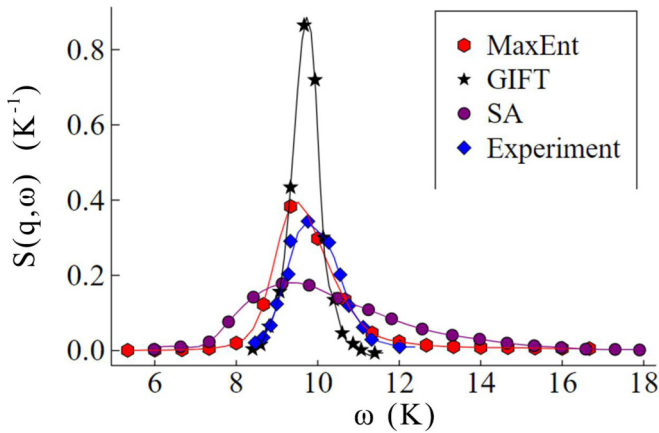 0.8
0.6
0.4
0.2
0.0
S(q,ω) (K⁻¹)
MaxEnt
GIFT
SA
Experiment
6 8 10 12 14 16 18
ω (K)